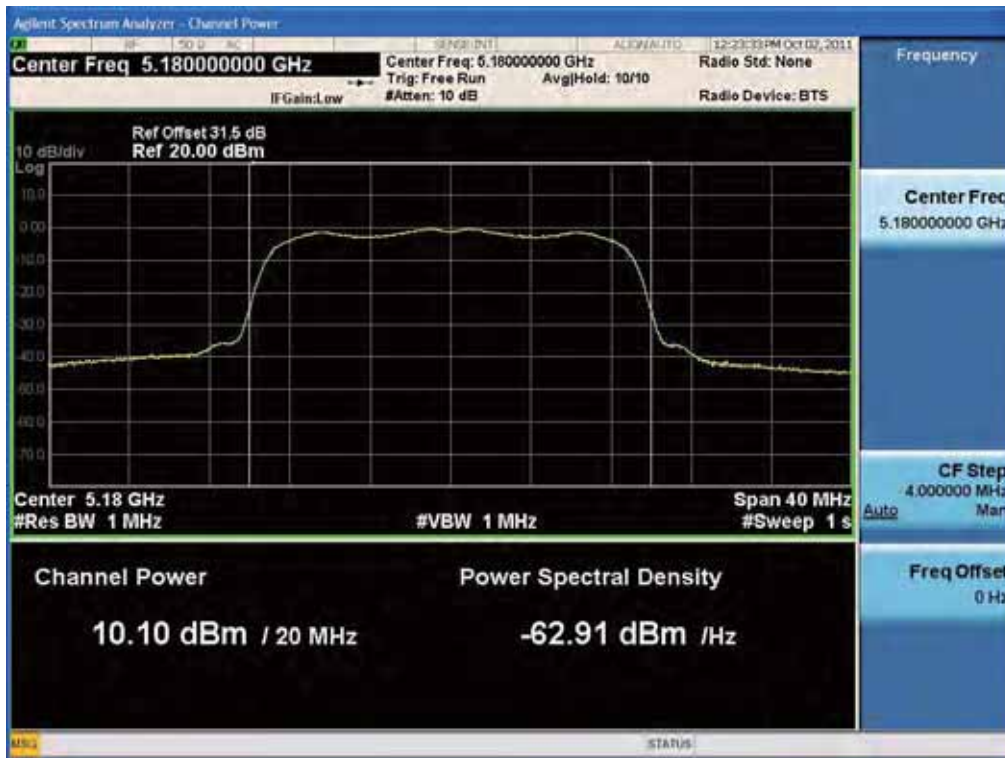 Agilent Spectrum Analyzer - Channel Power
RF 50 Ω AC SENSE:INT ALIGN AUTO 12:23:33 PM Oct 02, 2011
Center Freq 5.180000000 GHz
Center Freq: 5.180000000 GHz
Radio Std: None
Trig: Free Run Avg|Hold: 10/10
IFGain:Low #Atten: 10 dB Radio Device: BTS
Frequency
Ref Offset 31.5 dB
10 dB/div Ref 20.00 dBm
Log
10.0
0.00
-10.0
-20.0
-30.0
-40.0
-50.0
-60.0
-70.0
Center 5.18 GHz Span 40 MHz
#Res BW 1 MHz #VBW 1 MHz #Sweep 1 s
Channel Power Power Spectral Density
10.10 dBm / 20 MHz -62.91 dBm /Hz
Center Freq
5.180000000 GHz
CF Step
4.000000 MHz
Auto Man
Freq Offset
0 Hz
MSG STATUS